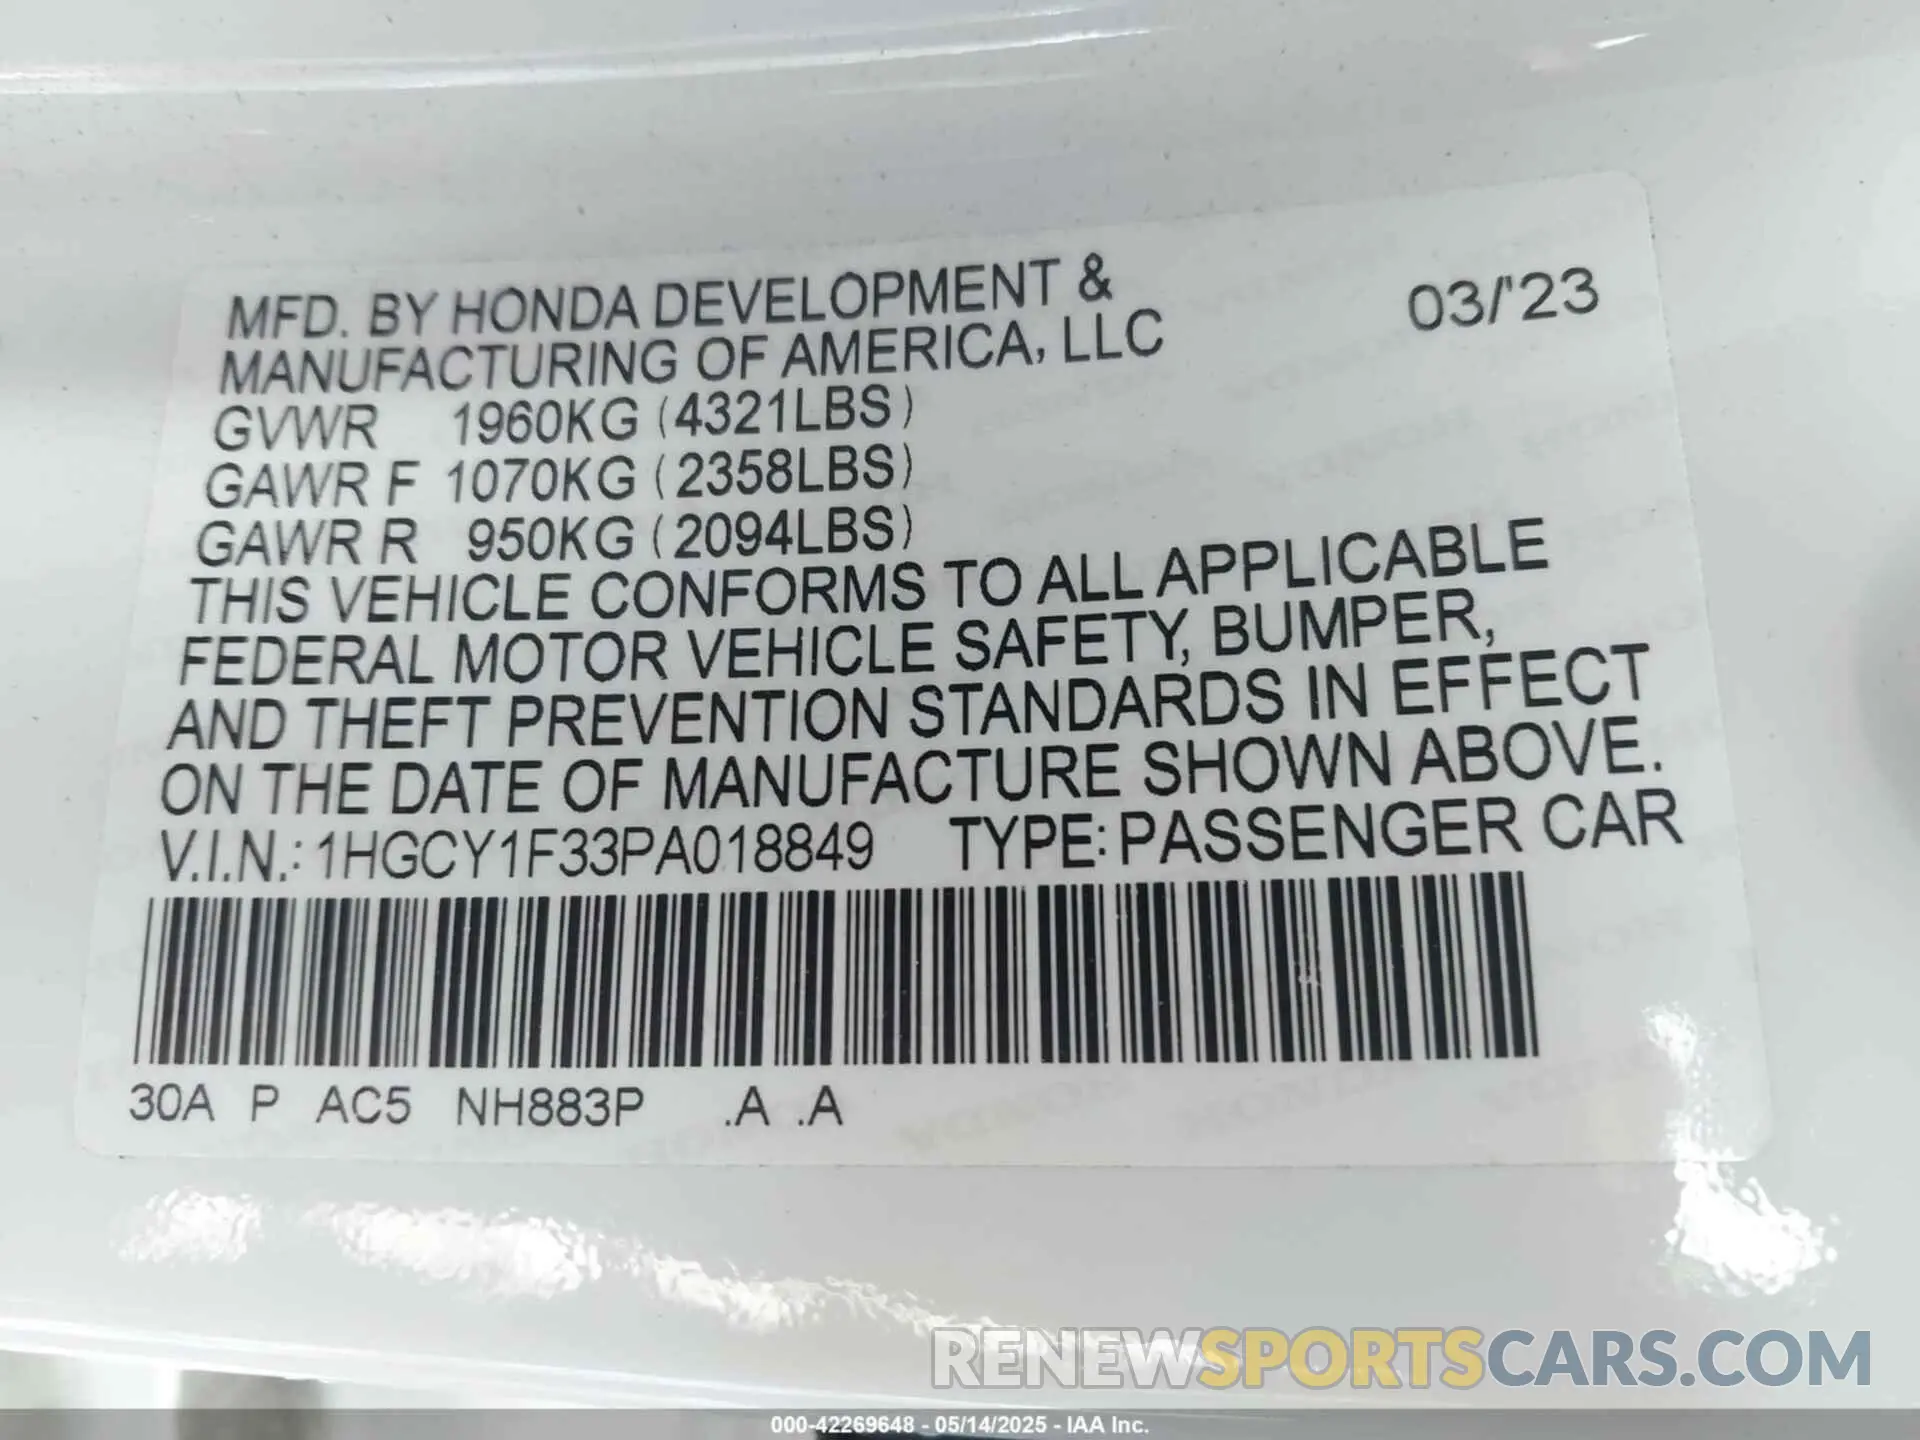 MFD. BY HONDA DEVELOPMENT &
MANUFACTURING OF AMERICA, LLC
03/'23
GVWR 1960KG (4321LBS)
GAWR F 1070KG (2358LBS)
GAWR R 950KG (2094LBS)
THIS VEHICLE CONFORMS TO ALL APPLICABLE
FEDERAL MOTOR VEHICLE SAFETY, BUMPER,
AND THEFT PREVENTION STANDARDS IN EFFECT
ON THE DATE OF MANUFACTURE SHOWN ABOVE.
V.I.N.: 1HGCY1F33PA018849 TYPE: PASSENGER CAR
30A P AC5 NH883P .A .A
RENEWSPORTSCARS.COM
000-42269648 - 05/14/2025 - IAA Inc.